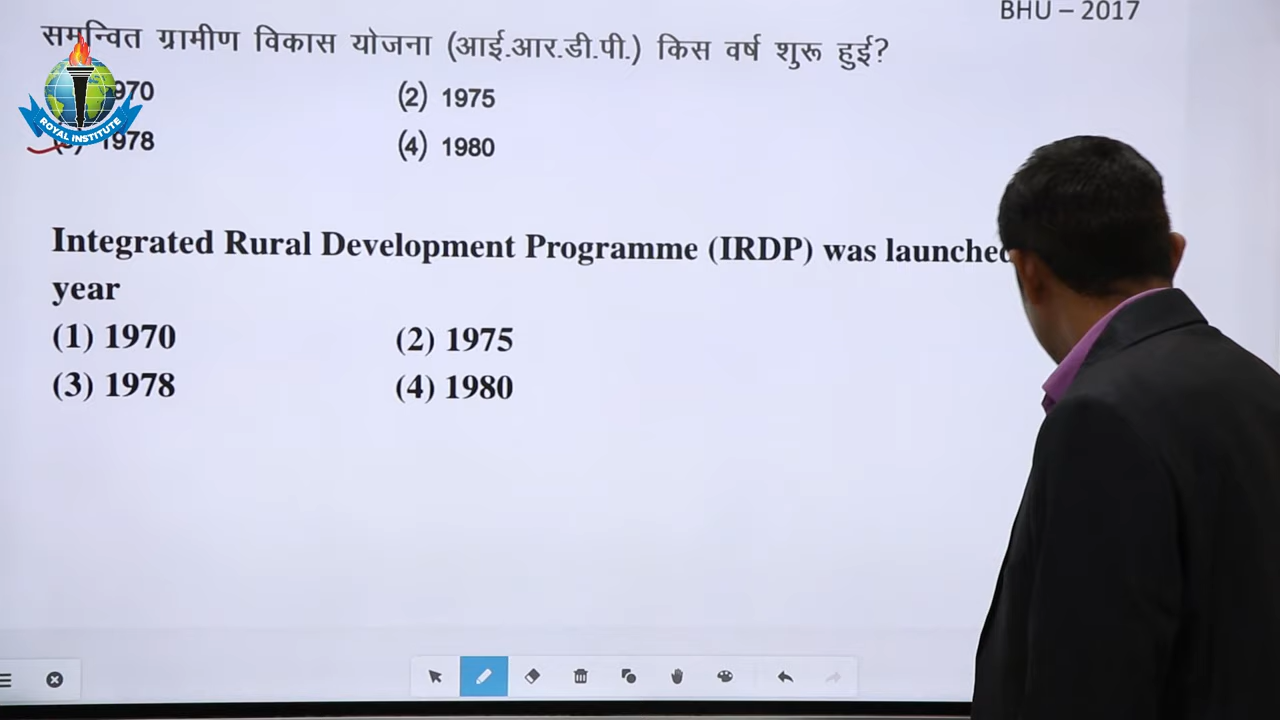 BHU – 2017
समन्वित ग्रामीण विकास योजना (आई.आर.डी.पी.) किस वर्ष शुरू हुई?
970 (2) 1975
1978 (4) 1980
ROYAL INSTITUTE
Integrated Rural Development Programme (IRDP) was launched
year
(1) 1970 (2) 1975
(3) 1978 (4) 1980